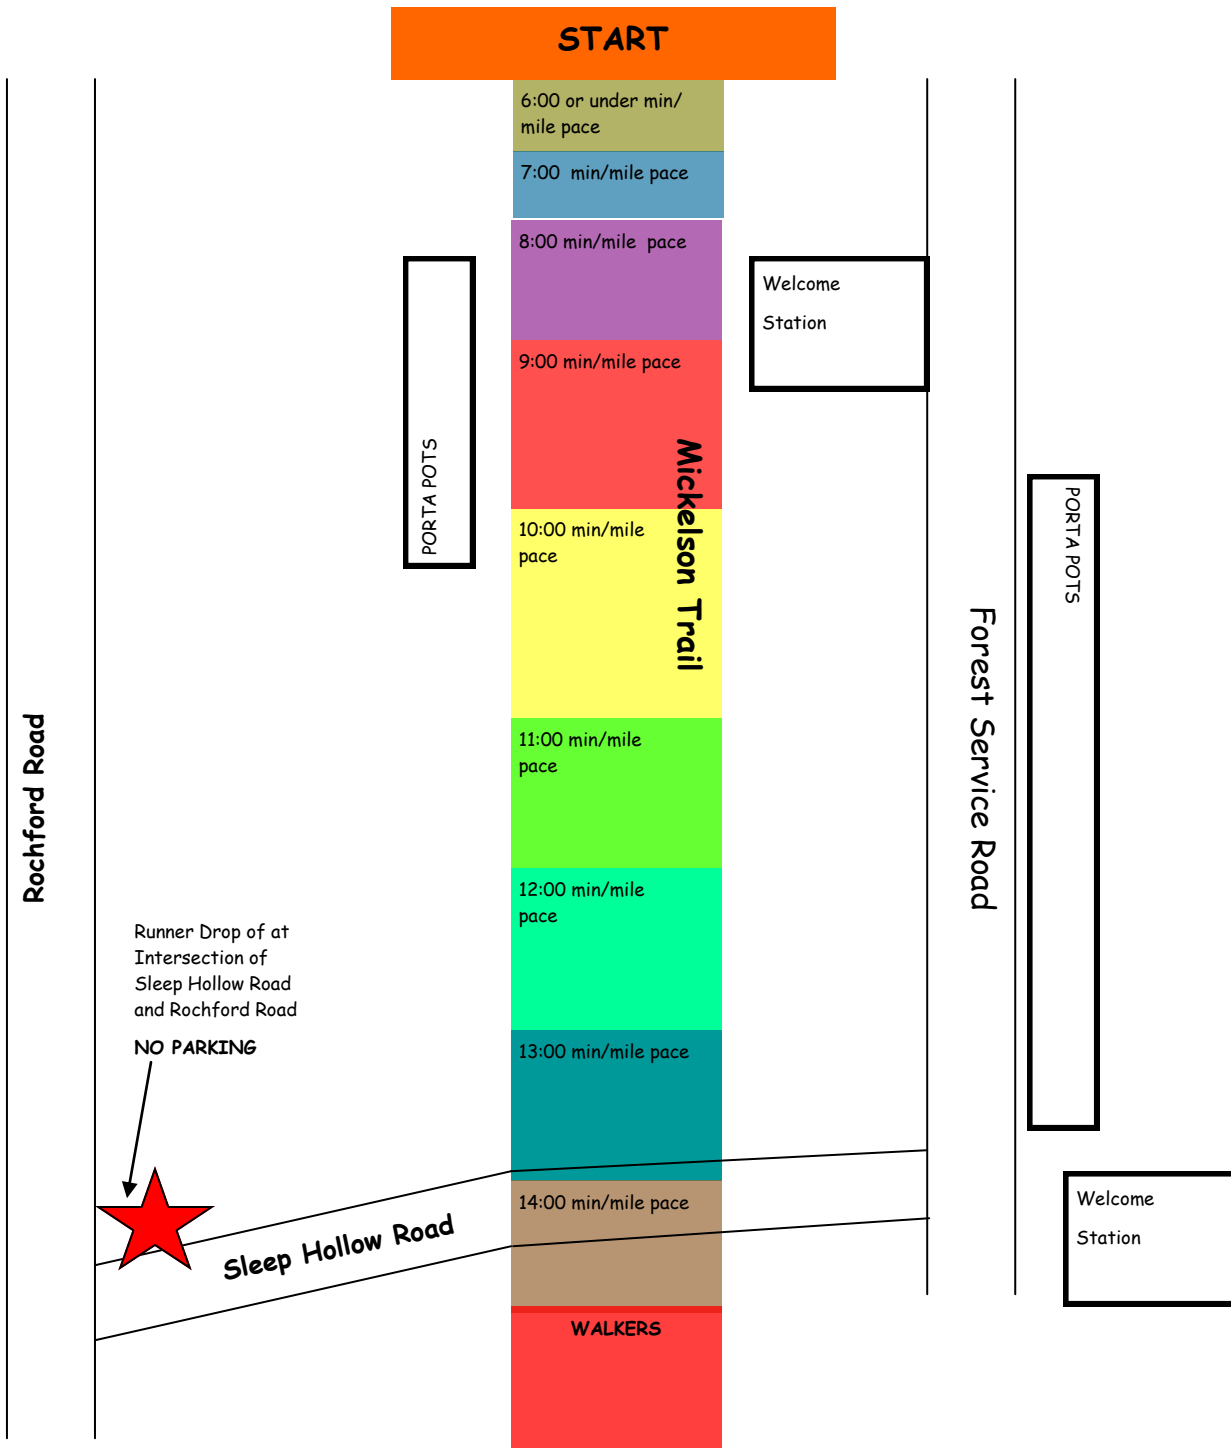 START
6:00 or under min/
mile pace
7:00  min/mile pace
8:00 min/mile  pace
Welcome
Station
9:00 min/mile pace
PORTA POTS
Mickelson Trail
PORTA POTS
10:00 min/mile
pace
Forest Service Road
Rochford Road
11:00 min/mile
pace
12:00 min/mile
pace
Runner Drop of at
Intersection of
Sleep Hollow Road
and Rochford Road
NO PARKING
13:00 min/mile pace
14:00 min/mile pace
Welcome
Station
Sleep Hollow Road
WALKERS